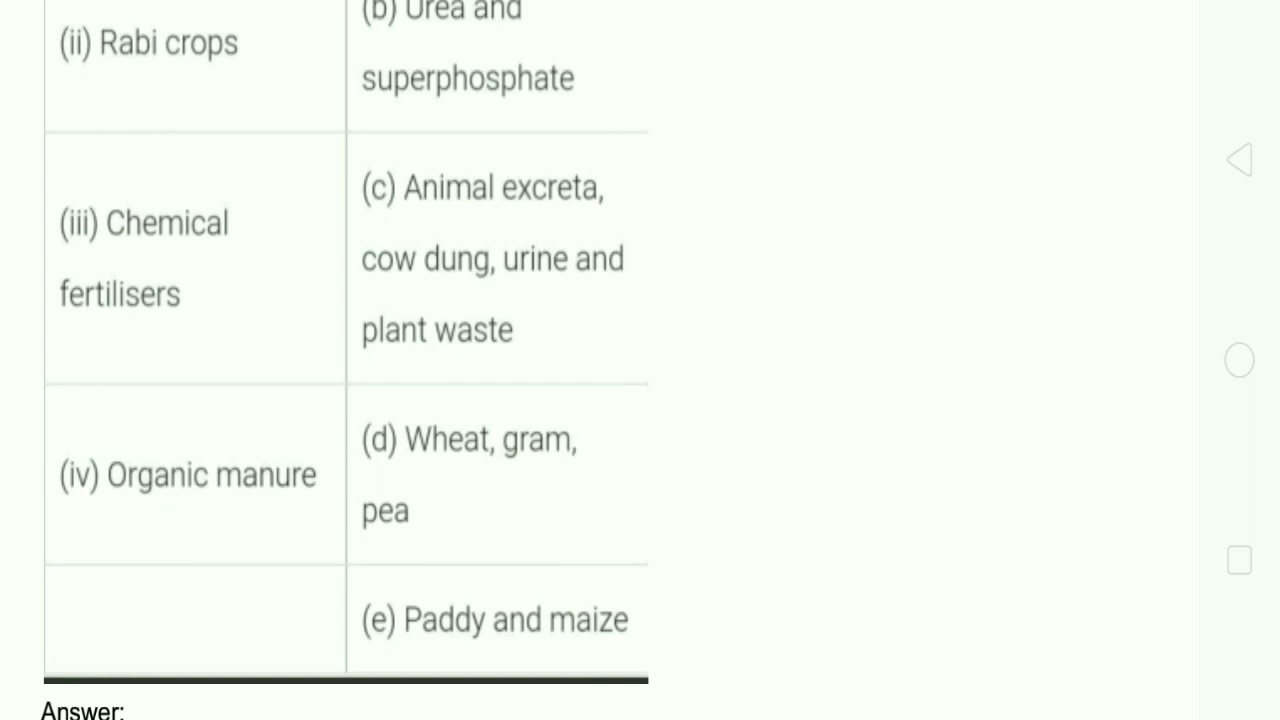 (b) Urea and
(ii) Rabi crops
superphosphate
(c) Animal excreta,
(iii) Chemical
cow dung, urine and
fertilisers
plant waste
(d) Wheat, gram,
(iv) Organic manure
pea
(e) Paddy and maize
Answer: